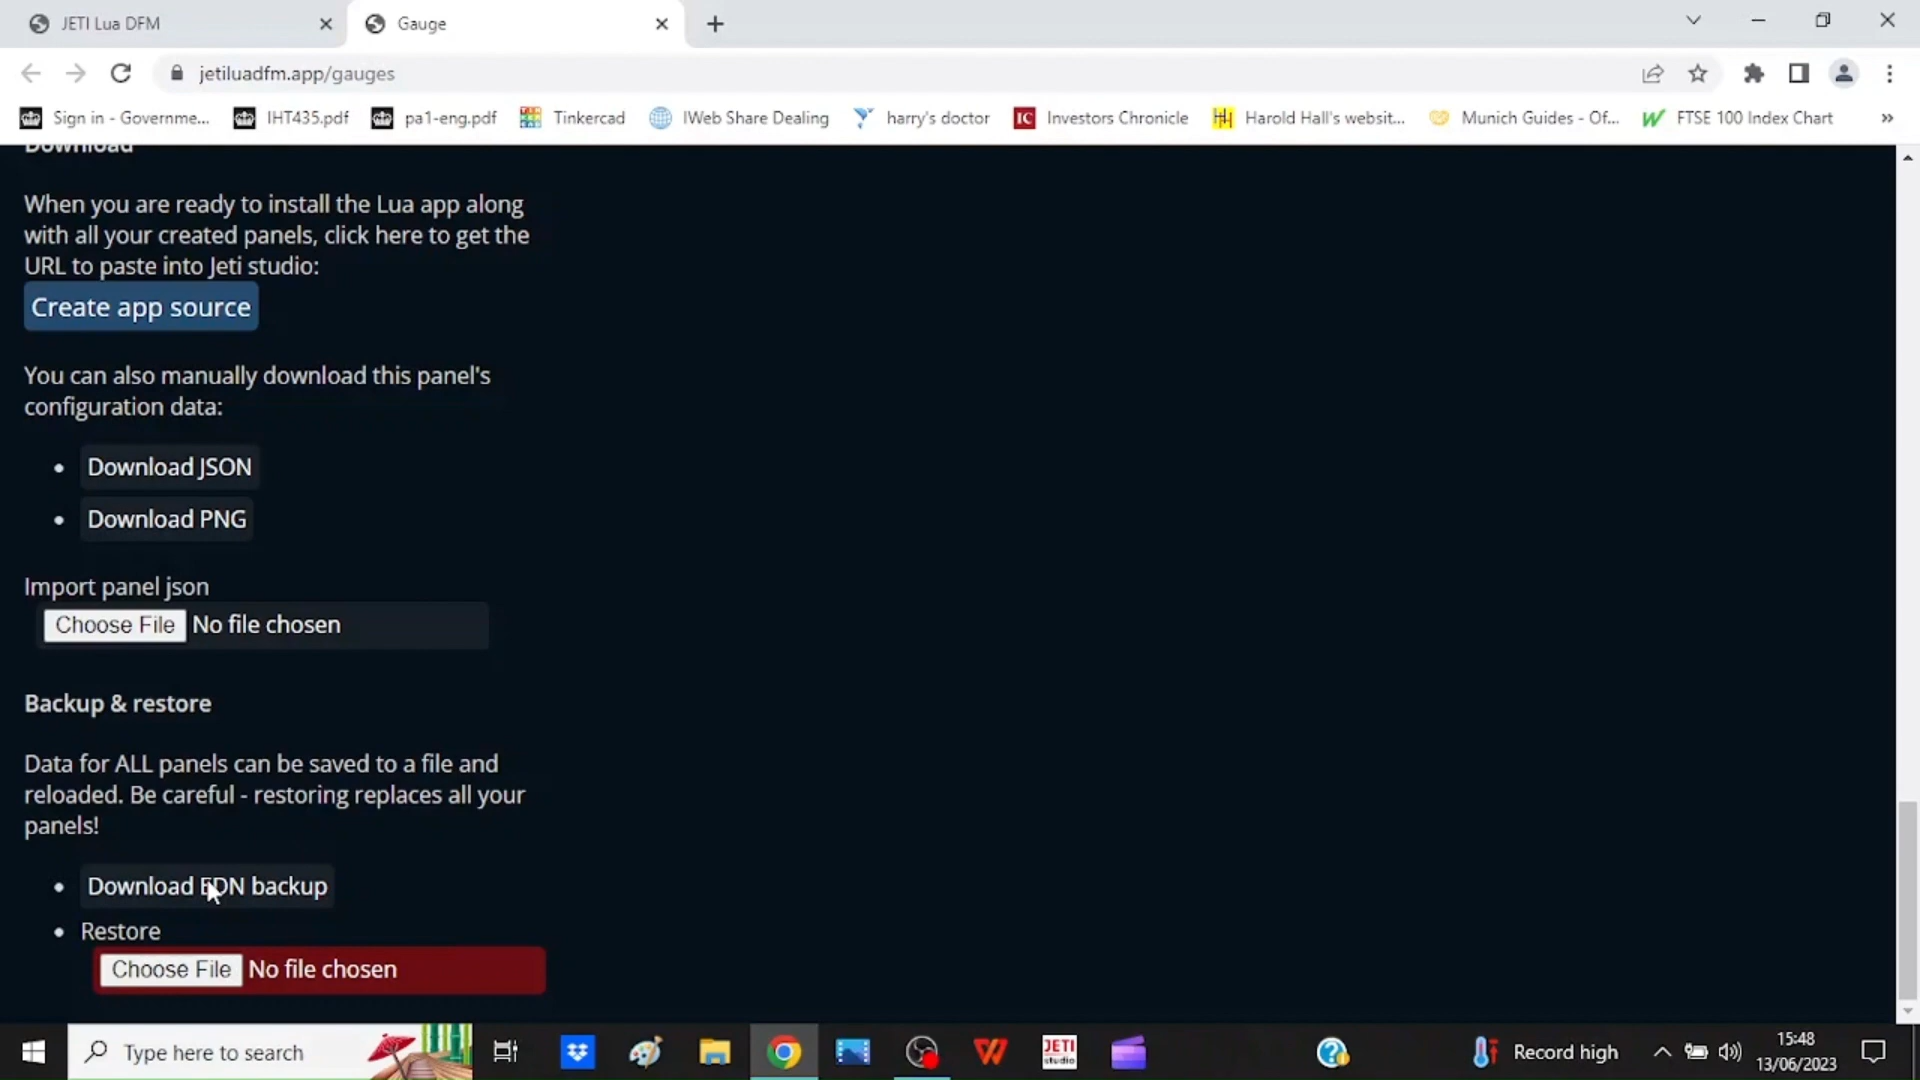 JETI Lua DFM
Gauge
jetiluadfm.app/gauges
Sign in - Governme...
IHT435.pdf
pa1-eng.pdf
Tinkercad
IWeb Share Dealing
harry's doctor
IC
Investors Chronicle
Harold Hall's websit...
Munich Guides - Of...
FTSE 100 Index Chart
»
Download
When you are ready to install the Lua app along
with all your created panels, click here to get the
URL to paste into Jeti studio:
Create app source
You can also manually download this panel's
configuration data:
Download JSON
Download PNG
Import panel json
Choose File No file chosen
Backup & restore
Data for ALL panels can be saved to a file and
reloaded. Be careful - restoring replaces all your
panels!
Download EDN backup
Restore
Choose File No file chosen
Type here to search
JETI
studio
Record high
15:48
13/06/2023